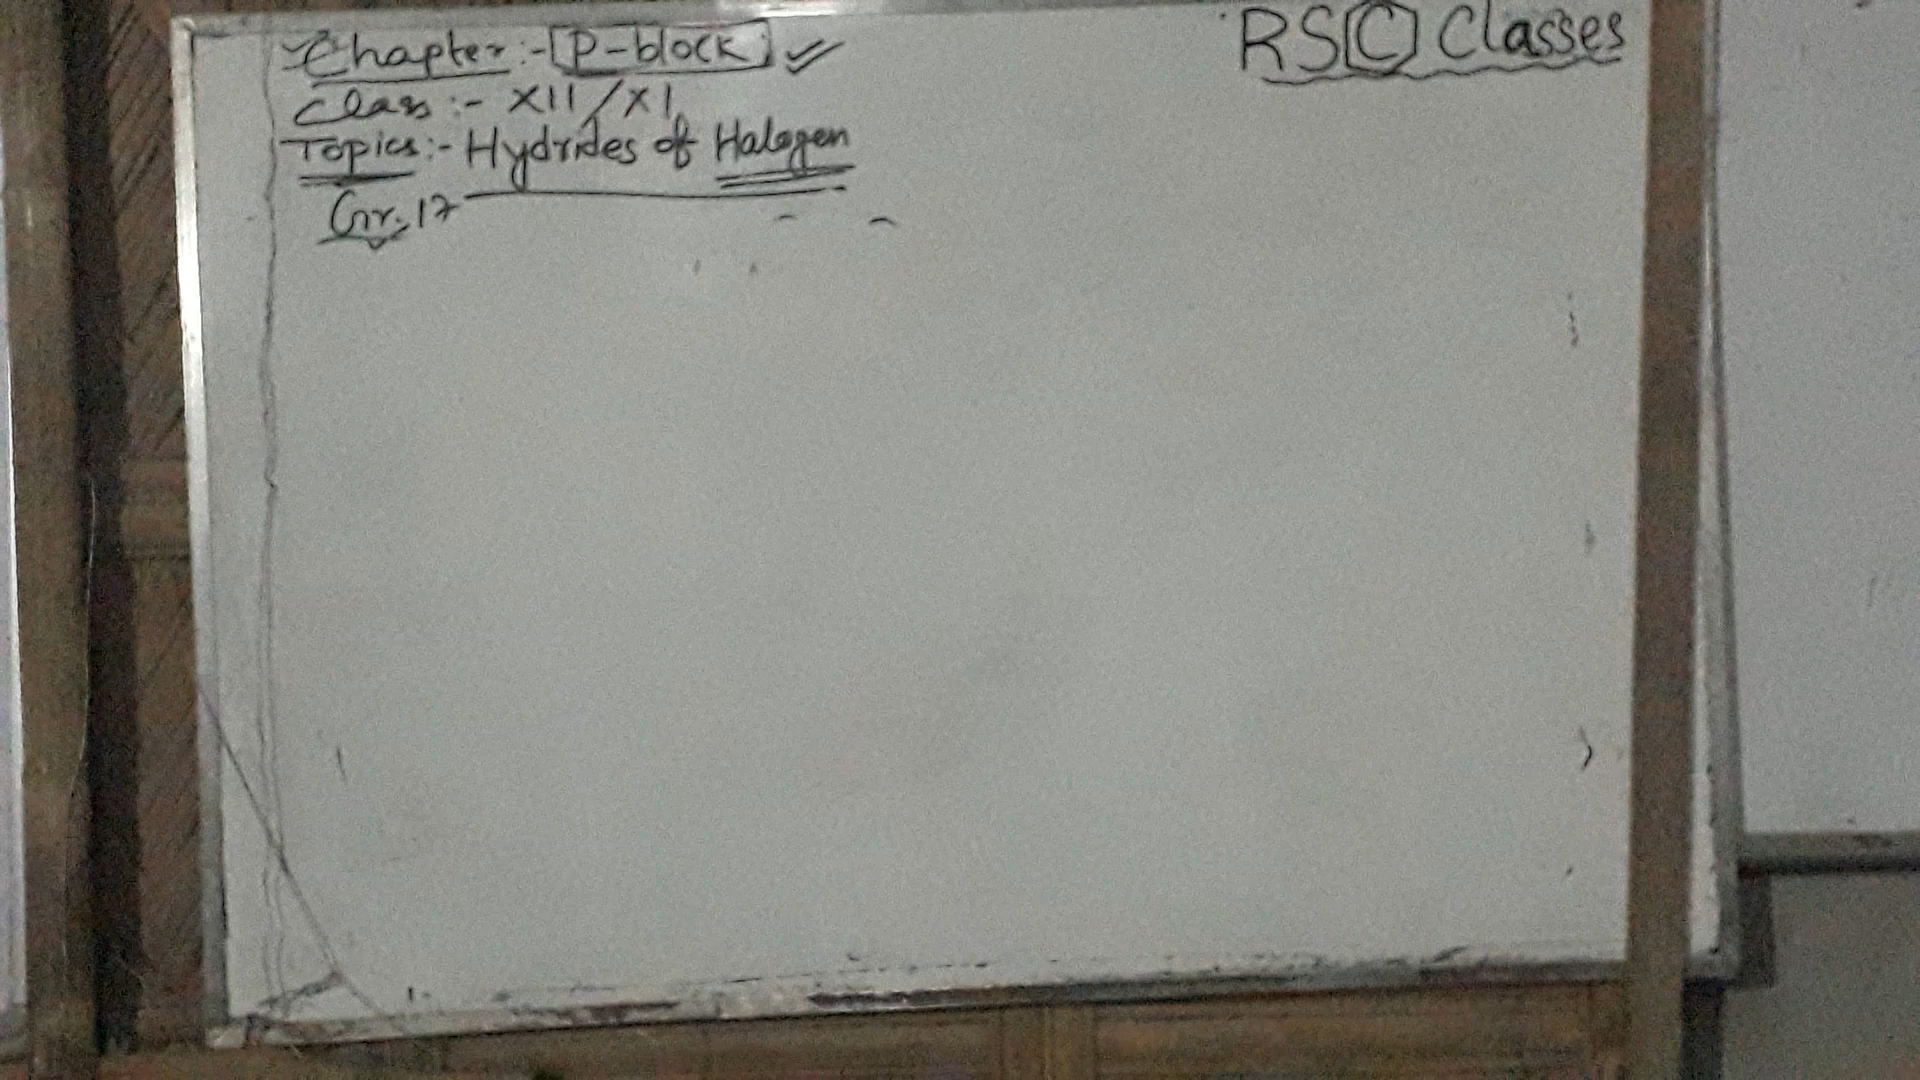 RSC Classes
Chapter :- P-block
Class :- XII/XI
Topics :- Hydrides of Halogen
Gr. 17